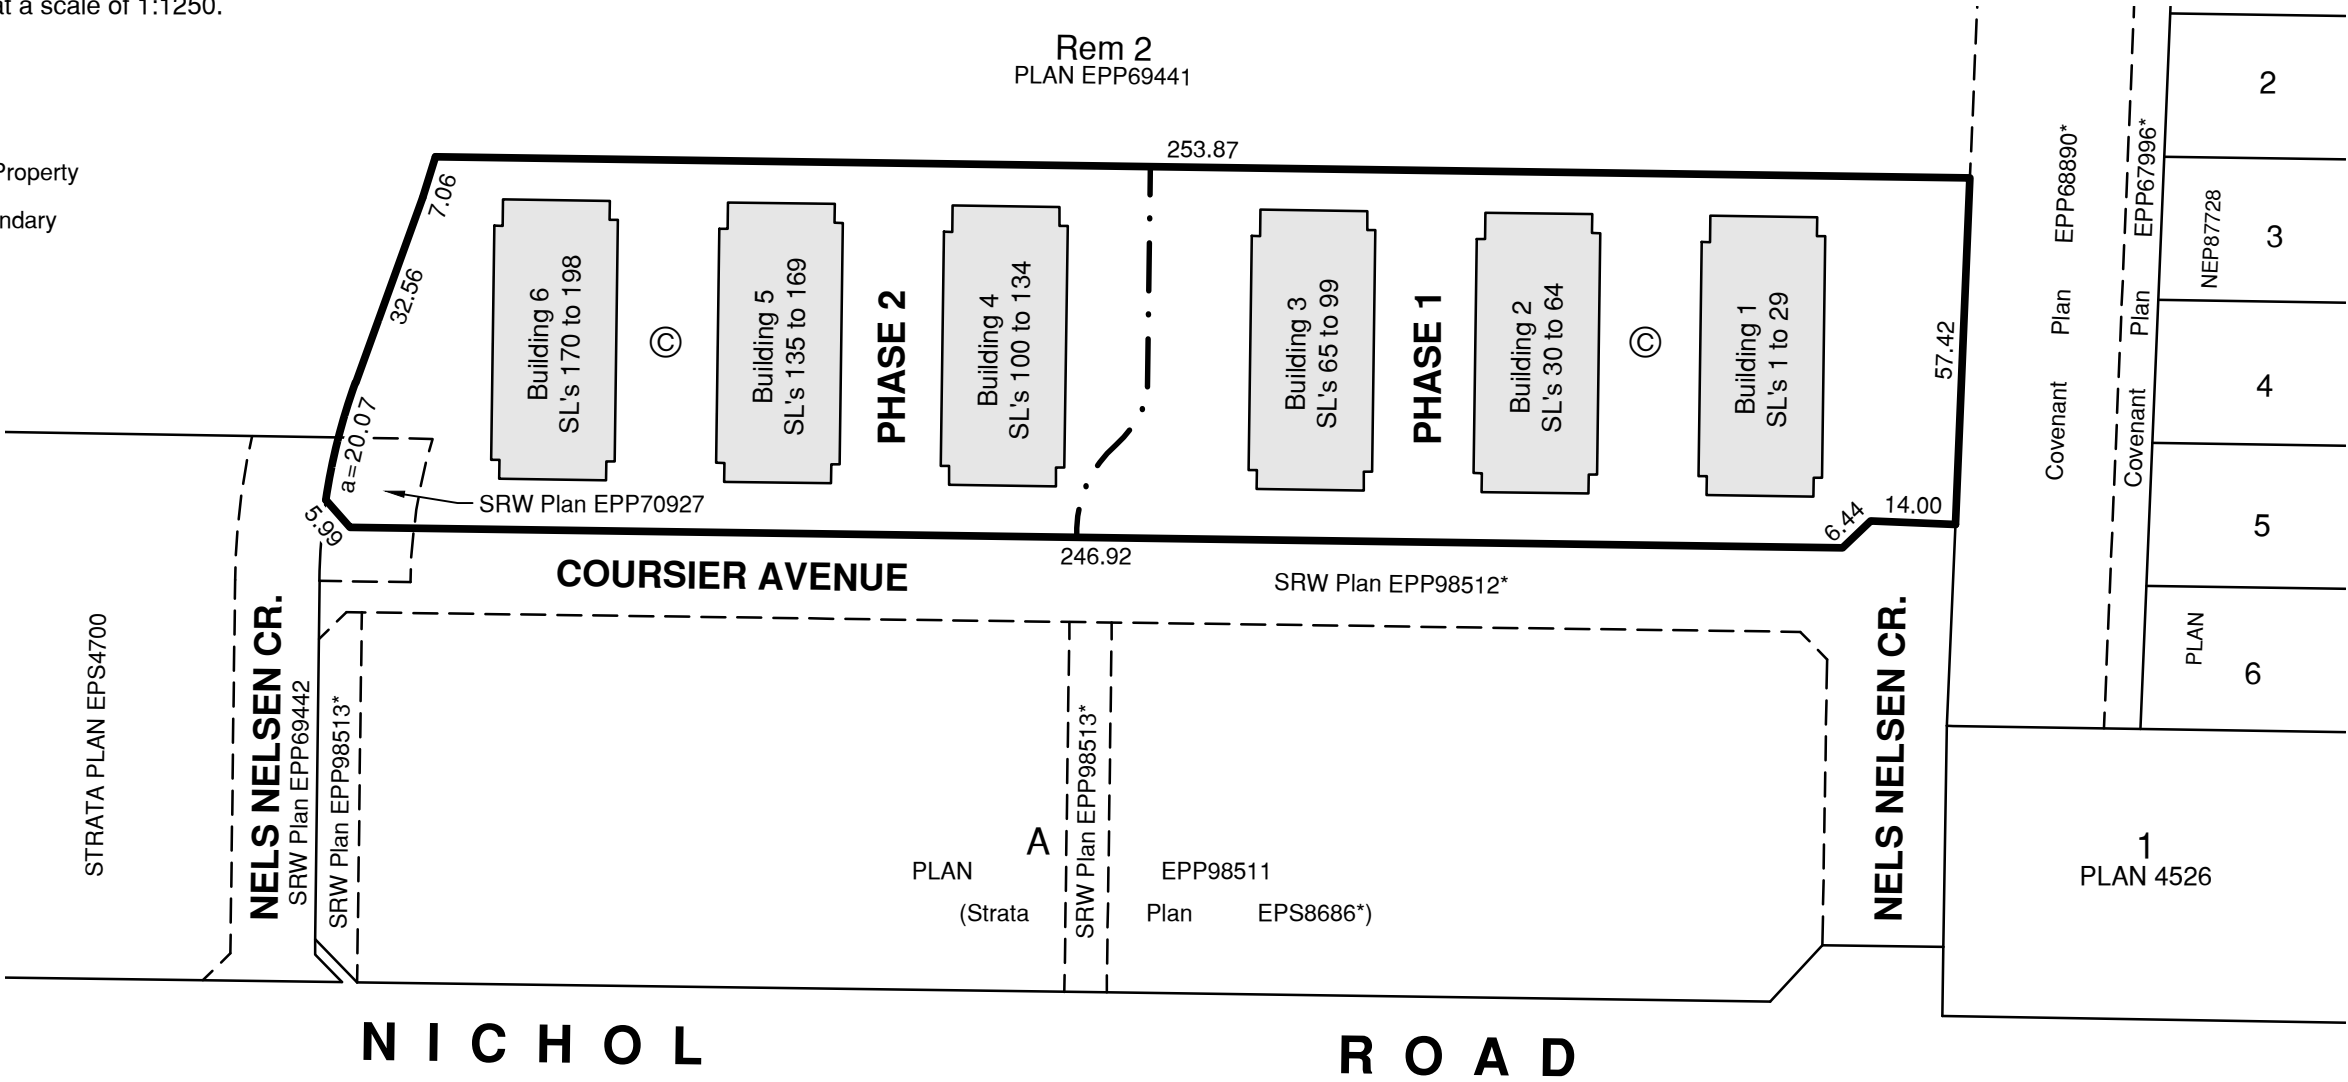 at a scale of 1:1250.
Rem 2
PLAN EPP69441
Property
ndary
253.87
7.06
32.56
a=20.07
5.99
246.92
6.44
14.00
57.42
Building 6
SL's 170 to 198
©
Building 5
SL's 135 to 169
PHASE 2
Building 4
SL's 100 to 134
Building 3
SL's 65 to 99
PHASE 1
Building 2
SL's 30 to 64
©
Building 1
SL's 1 to 29
SRW Plan EPP70927
COURSIER AVENUE
SRW Plan EPP98512*
Covenant Plan EPP68890*
Covenant Plan EPP67996*
PLAN NEP87728
2
3
4
5
6
STRATA PLAN EPS4700
NELS NELSEN CR.
SRW Plan EPP69442
SRW Plan EPP98513*
A
PLAN EPP98511
(Strata Plan EPS8686*)
SRW Plan EPP98513*
NELS NELSEN CR.
1
PLAN 4526
NICHOL ROAD